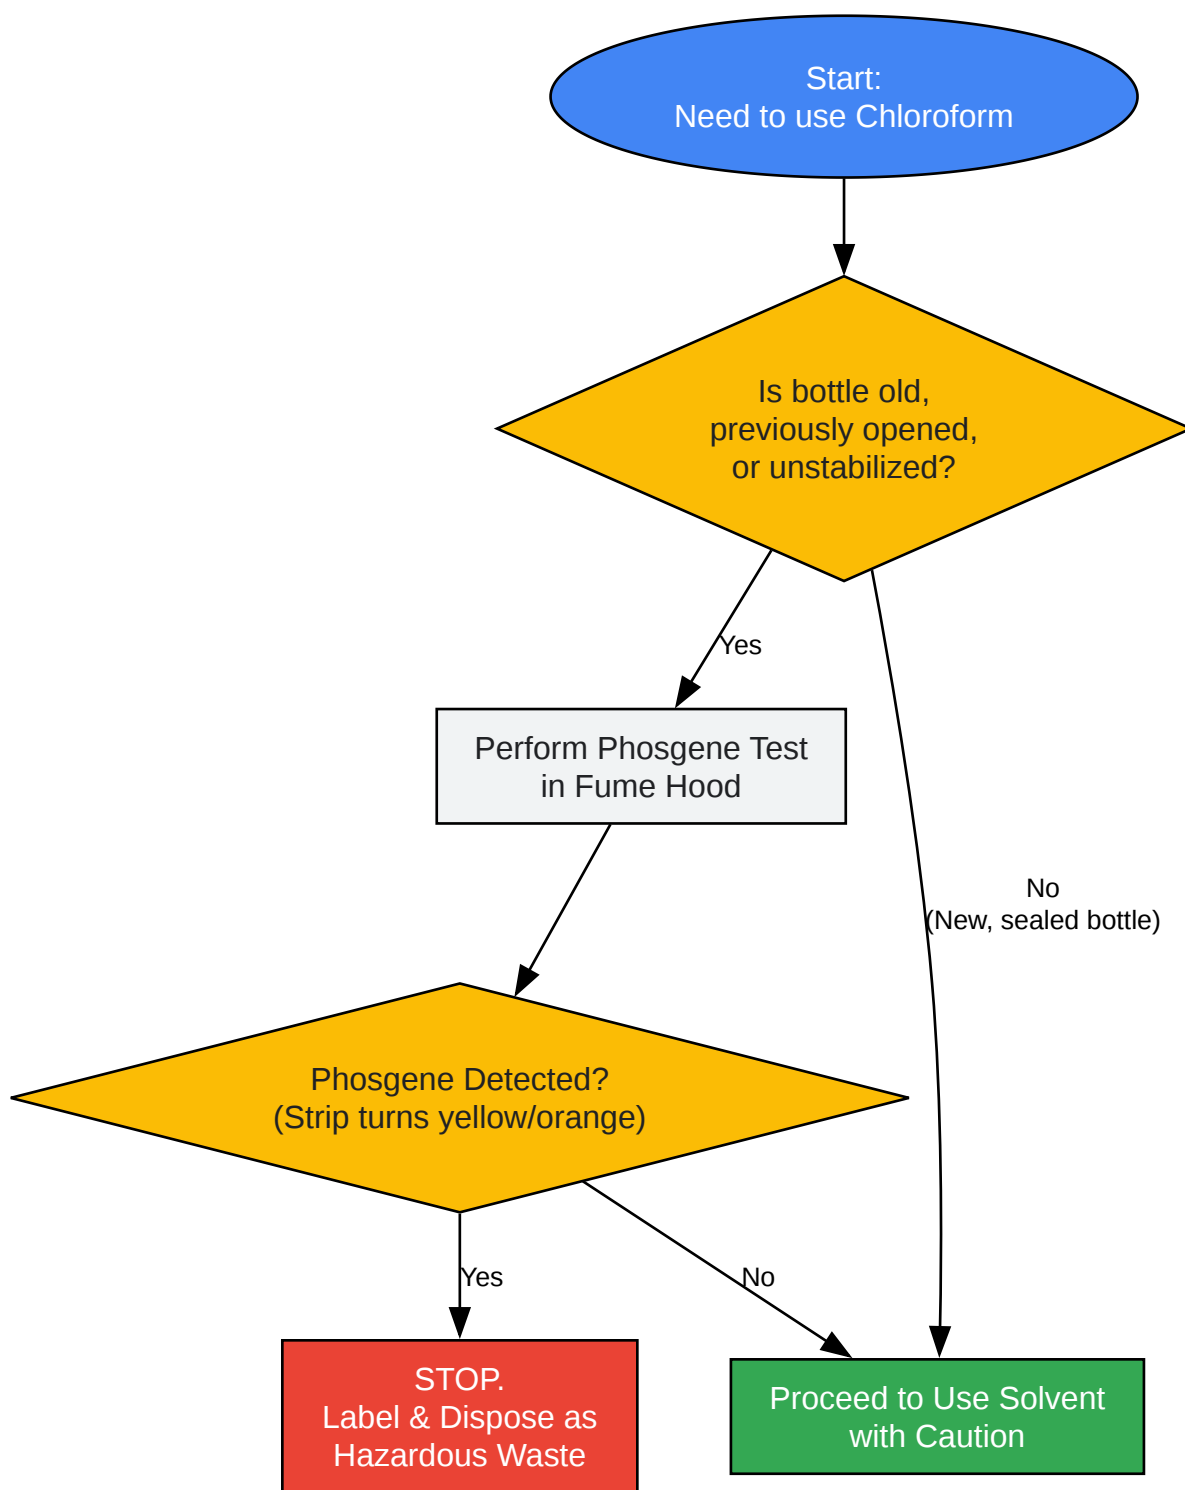 Start:
Need to use Chloroform
Is bottle old,
previously opened,
or unstabilized?
Yes
Perform Phosgene Test
in Fume Hood
No
(New, sealed bottle)
Phosgene Detected?
(Strip turns yellow/orange)
Yes
No
STOP.
Label & Dispose as
Hazardous Waste
Proceed to Use Solvent
with Caution